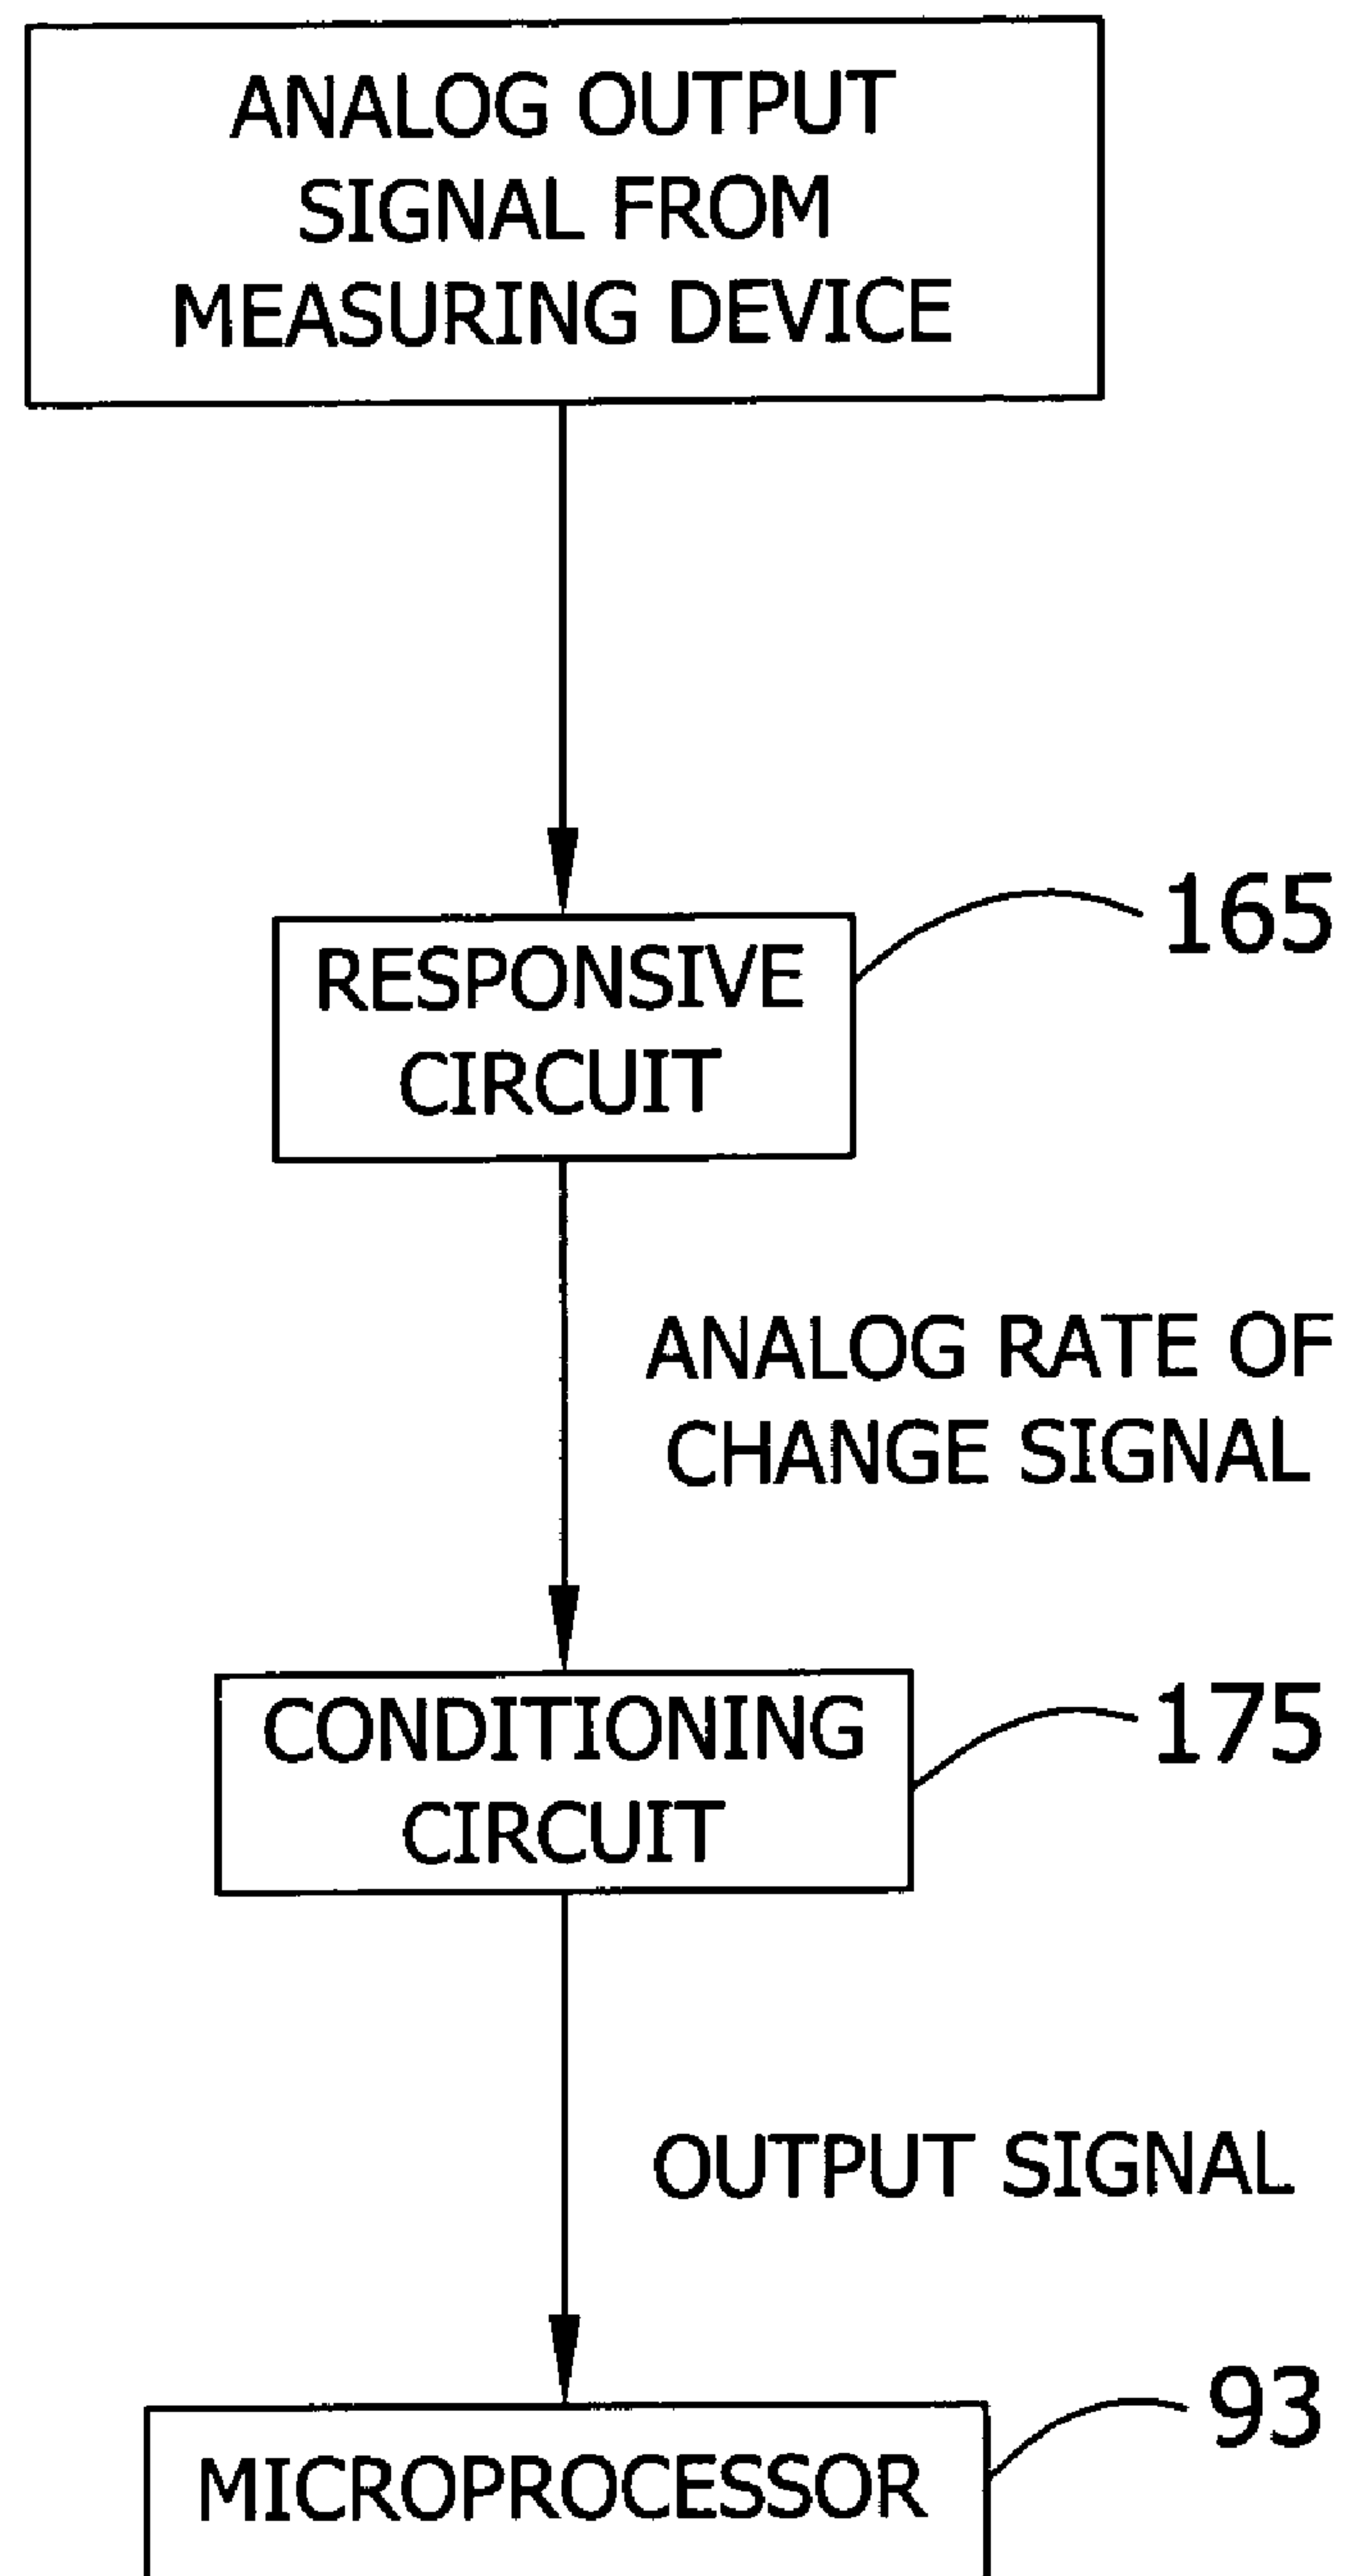 ANALOG OUTPUT
SIGNAL FROM
MEASURING DEVICE
165
RESPONSIVE
CIRCUIT
ANALOG RATE OF
CHANGE SIGNAL
175
CONDITIONING
CIRCUIT
OUTPUT SIGNAL
93
MICROPROCESSOR